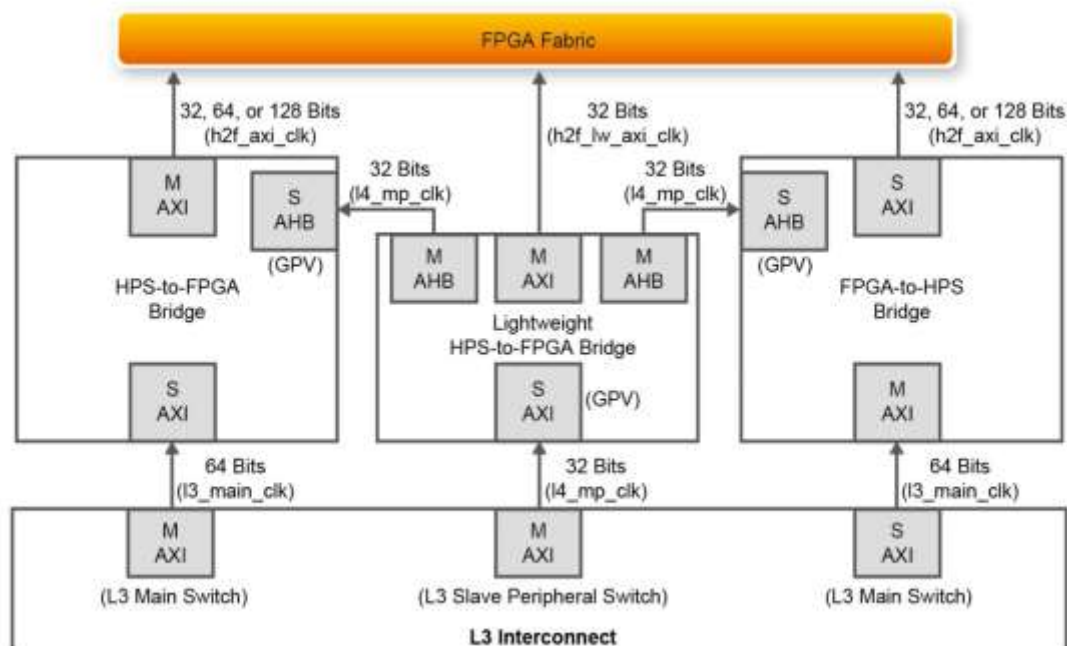 FPGA Fabric
32, 64, or 128 Bits
(h2f_axi_clk)
32 Bits
(h2f_lw_axi_clk)
32, 64, or 128 Bits
(h2f_axi_clk)
M
AXI
S
AHB
(GPV)
32 Bits
(l4_mp_clk)
32 Bits
(l4_mp_clk)
S
AHB
(GPV)
S
AXI
HPS-to-FPGA
Bridge
M
AHB
M
AXI
M
AHB
Lightweight
HPS-to-FPGA Bridge
FPGA-to-HPS
Bridge
S
AXI
S
AXI
(GPV)
M
AXI
64 Bits
(l3_main_clk)
32 Bits
(l4_mp_clk)
64 Bits
(l3_main_clk)
M
AXI
M
AXI
S
AXI
(L3 Main Switch)
(L3 Slave Peripheral Switch)
(L3 Main Switch)
L3 Interconnect